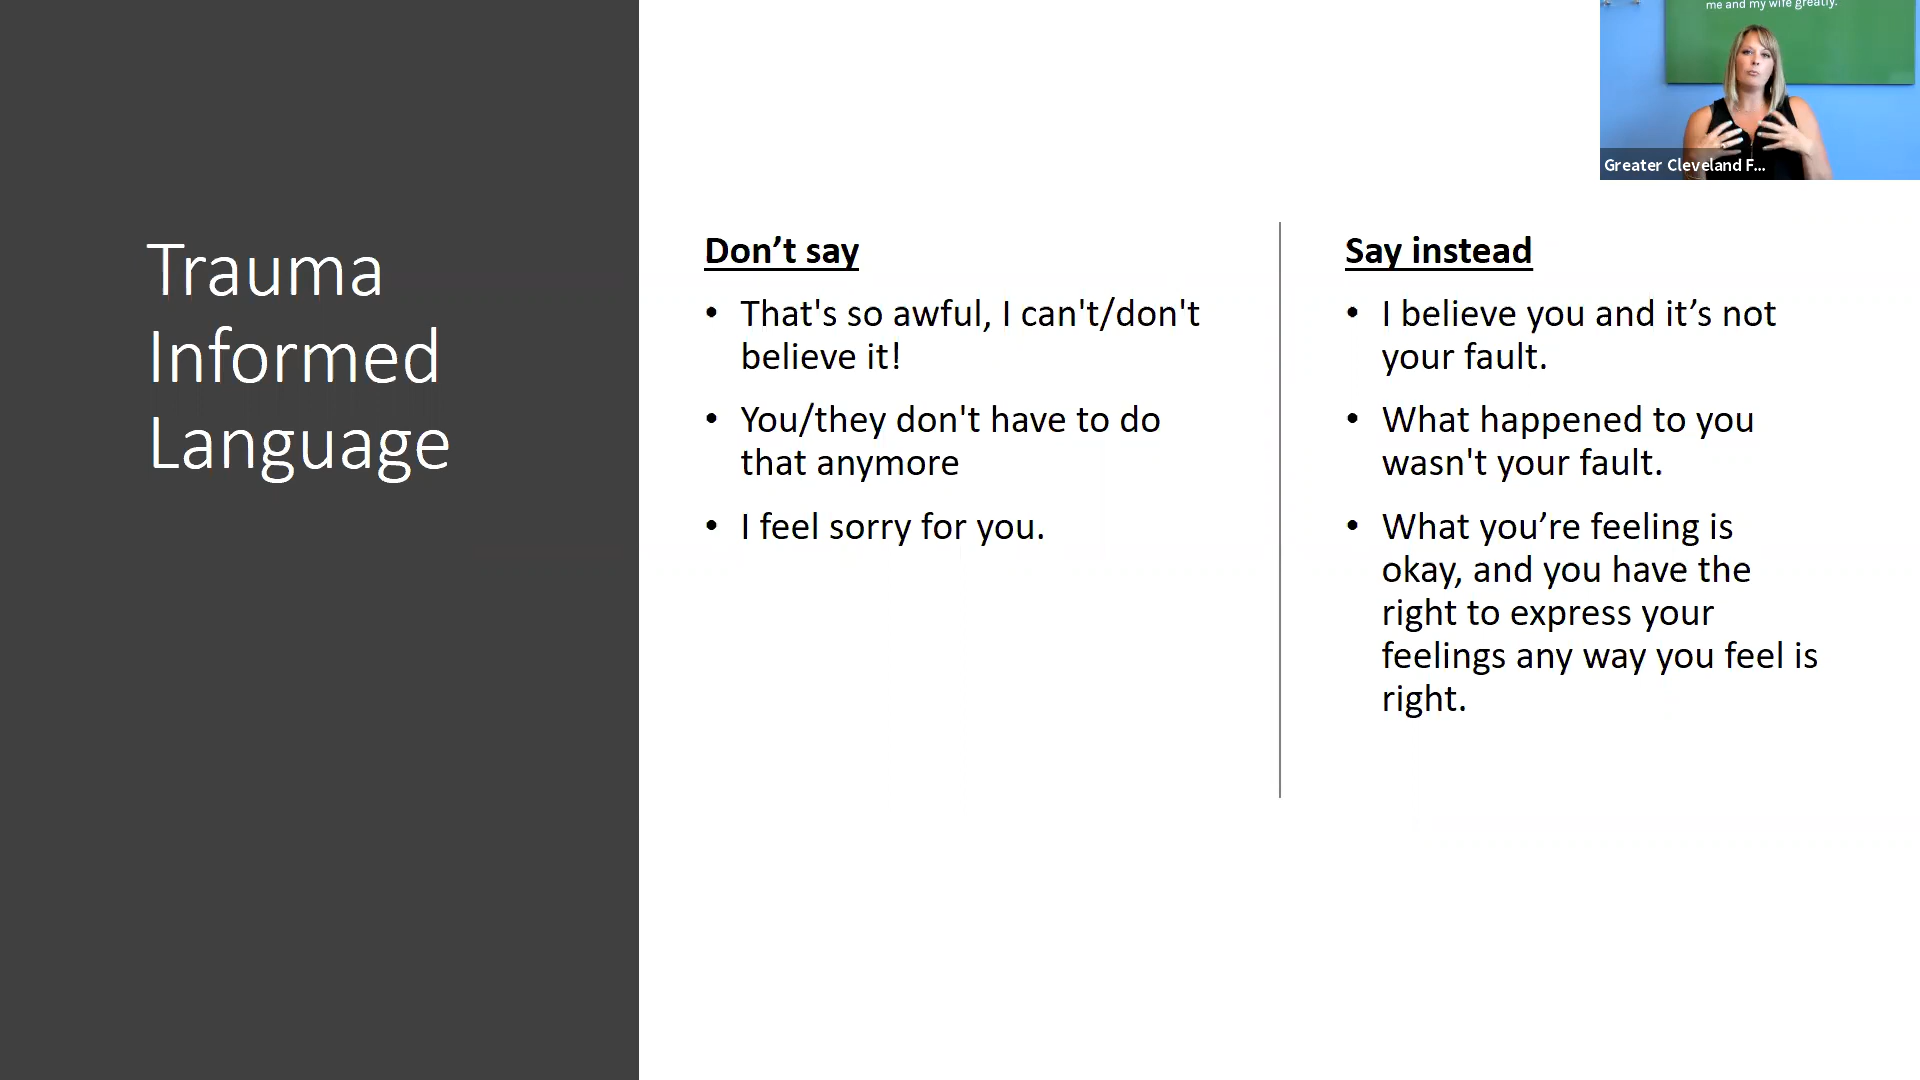 me and my wife greatly.
Greater Cleveland F...
Trauma
Informed
Language
Don’t say
• That's so awful, I can't/don't
believe it!
• You/they don't have to do
that anymore
• I feel sorry for you.
Say instead
• I believe you and it’s not
your fault.
• What happened to you
wasn't your fault.
• What you’re feeling is
okay, and you have the
right to express your
feelings any way you feel is
right.